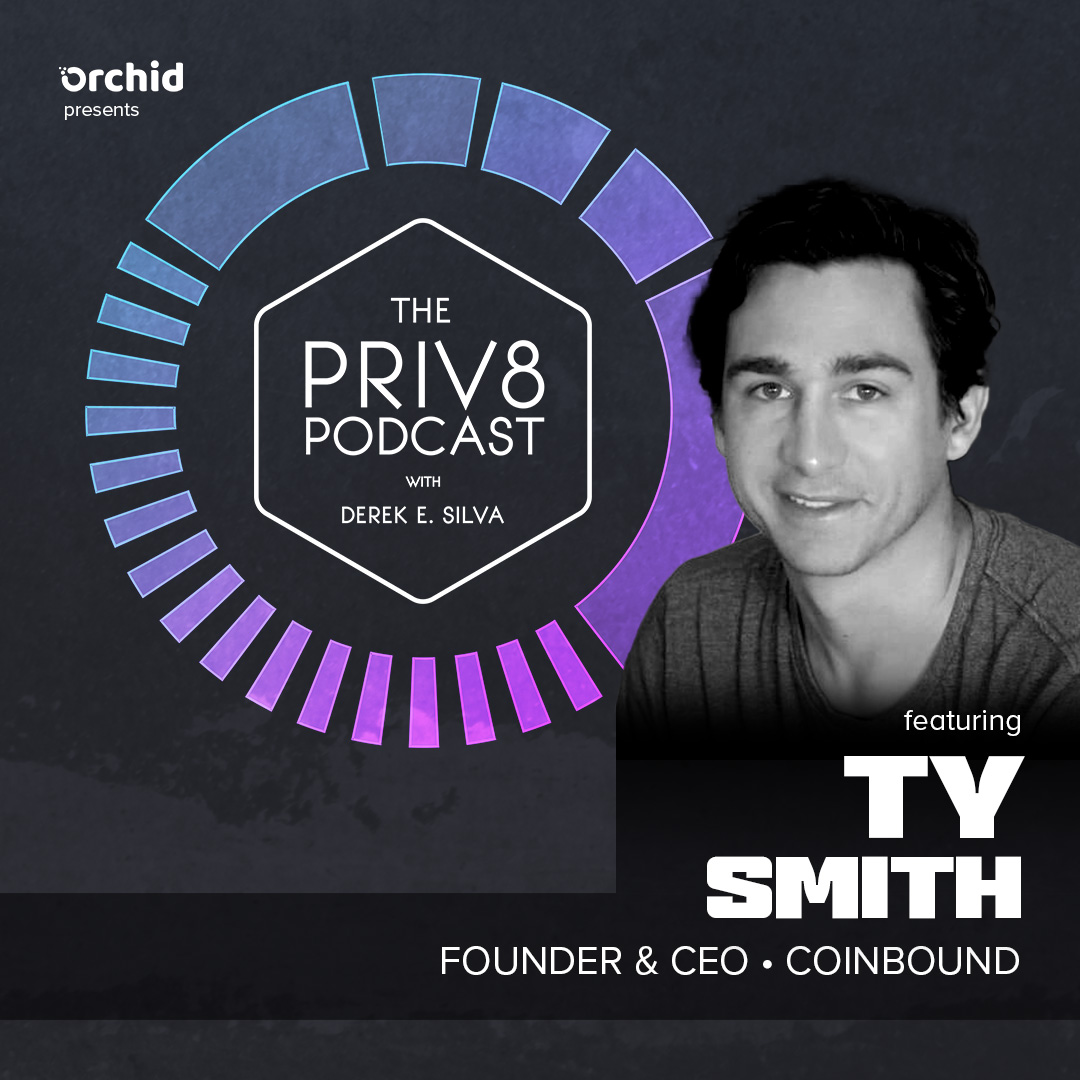 Orchid
presents
THE
PRIV8
PODCAST
WITH
DEREK E. SILVA
featuring
TY
SMITH
FOUNDER & CEO • COINBOUND